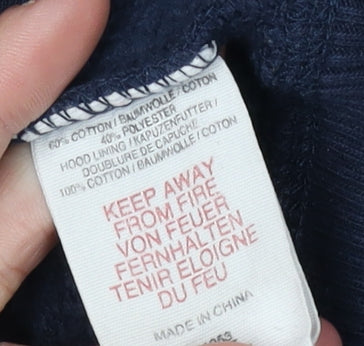 60% COTTON / BAUMWOLLE / COTON
40% POLYESTER
HOOD LINING / KAPUZENFUTTER /
DOUBLURE DE CAPUCHE
100% COTTON / BAUMWOLLE / COTON
KEEP AWAY
FROM FIRE
VON FEUER
FERNHALTEN
TENIR ELOIGNE
DU FEU
MADE IN CHINA